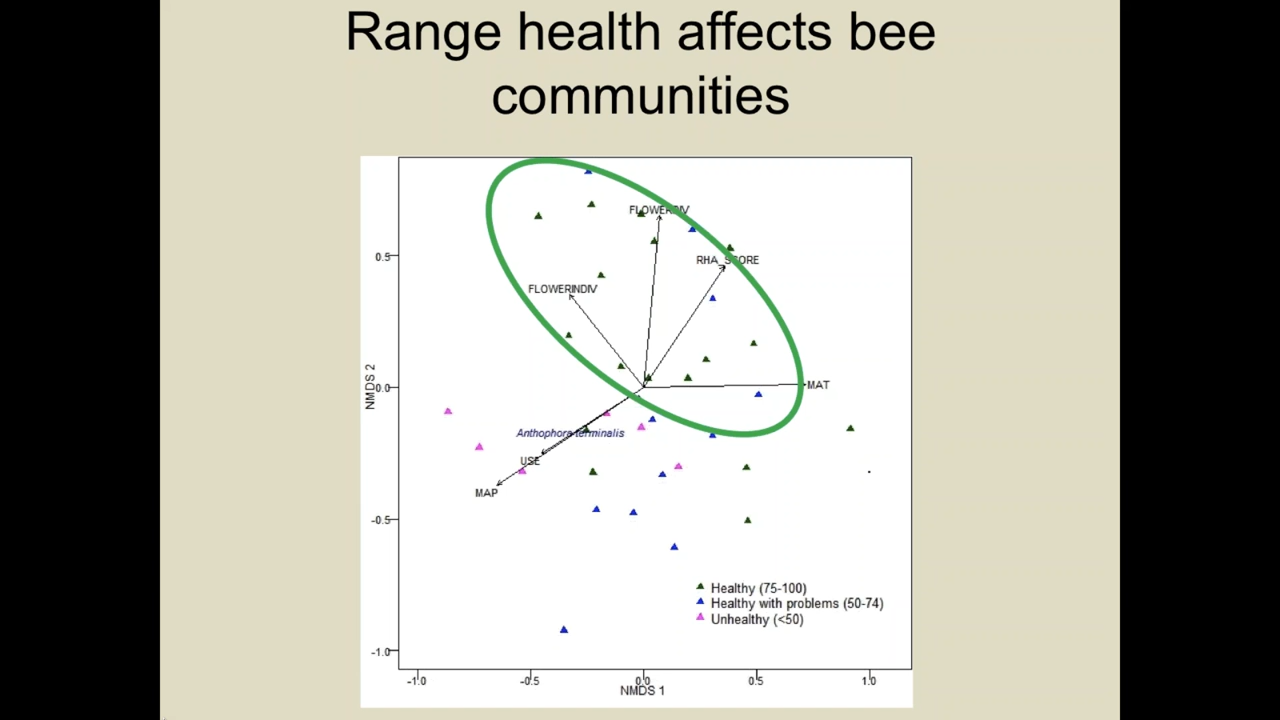 Range health affects bee
communities
FLOWERDIV
RHA_SCORE
FLOWERINDIV
MAT
Anthophora terminalis
USE
MAP
NMDS 2
0.5
0.0
-0.5
-1.0
Healthy (75-100)
Healthy with problems (50-74)
Unhealthy (<50)
-1.0 -0.5 0.0 0.5 1.0
NMDS 1